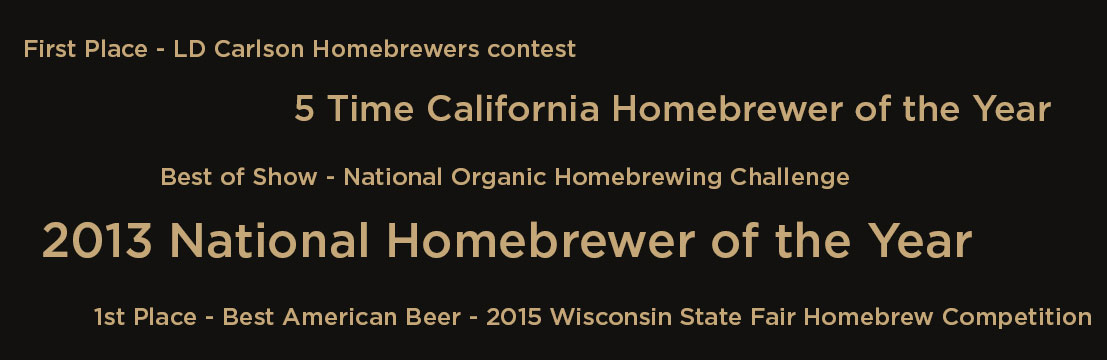 First Place - LD Carlson Homebrewers contest
5 Time California Homebrewer of the Year
Best of Show - National Organic Homebrewing Challenge
2013 National Homebrewer of the Year
1st Place - Best American Beer - 2015 Wisconsin State Fair Homebrew Competition